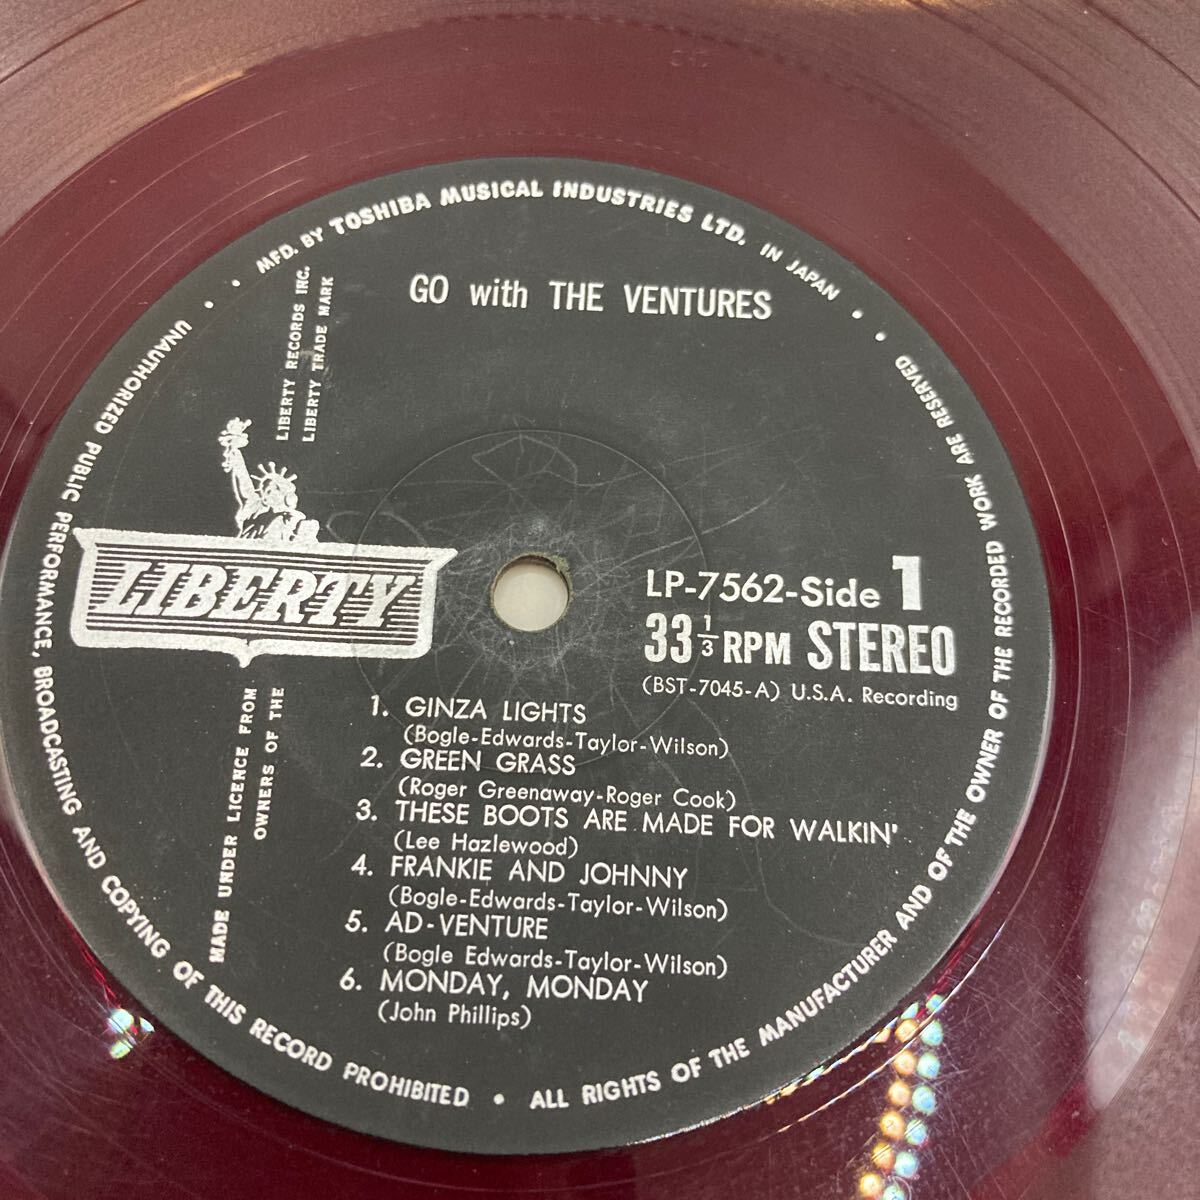 MFD. BY TOSHIBA MUSICAL INDUSTRIES LTD. IN JAPAN
GO with THE VENTURES
LIBERTY RECORDS INC.
LIBERTY TRADE MARK
LIBERTY
MADE UNDER LICENCE FROM
OWNERS OF THE
LP-7562-Side 1
33 1/3 RPM STEREO
(BST-7045-A) U.S.A. Recording
1. GINZA LIGHTS
(Bogle-Edwards-Taylor-Wilson)
2. GREEN GRASS
(Roger Greenaway-Roger Cook)
3. THESE BOOTS ARE MADE FOR WALKIN'
(Lee Hazlewood)
4. FRANKIE AND JOHNNY
(Bogle-Edwards-Taylor-Wilson)
5. AD-VENTURE
(Bogle Edwards-Taylor-Wilson)
6. MONDAY, MONDAY
(John Phillips)
UNAUTHORIZED PUBLIC PERFORMANCE, BROADCASTING AND COPYING OF THIS RECORD PROHIBITED • ALL RIGHTS OF THE MANUFACTURER AND OF THE OWNER OF THE RECORDED WORK ARE RESERVED